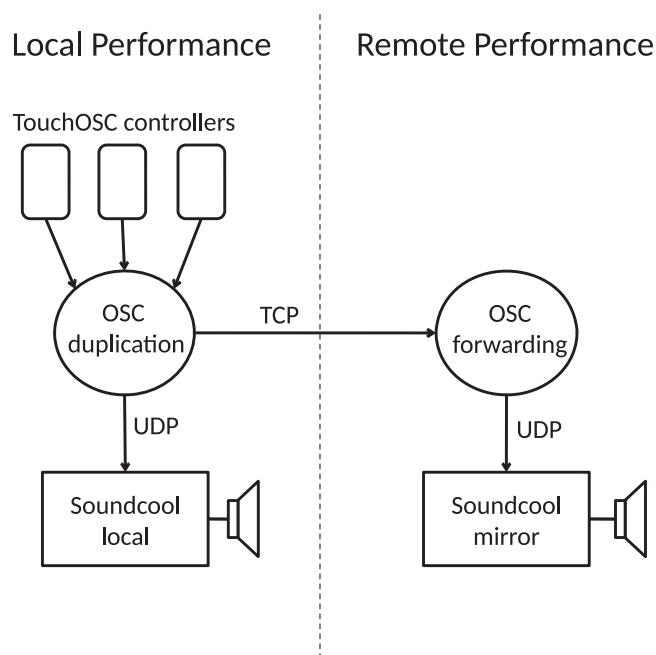 Local Performance
Remote Performance
TouchOSC controllers
OSC
duplication
TCP
OSC
forwarding
UDP
UDP
Soundcool
local
Soundcool
mirror